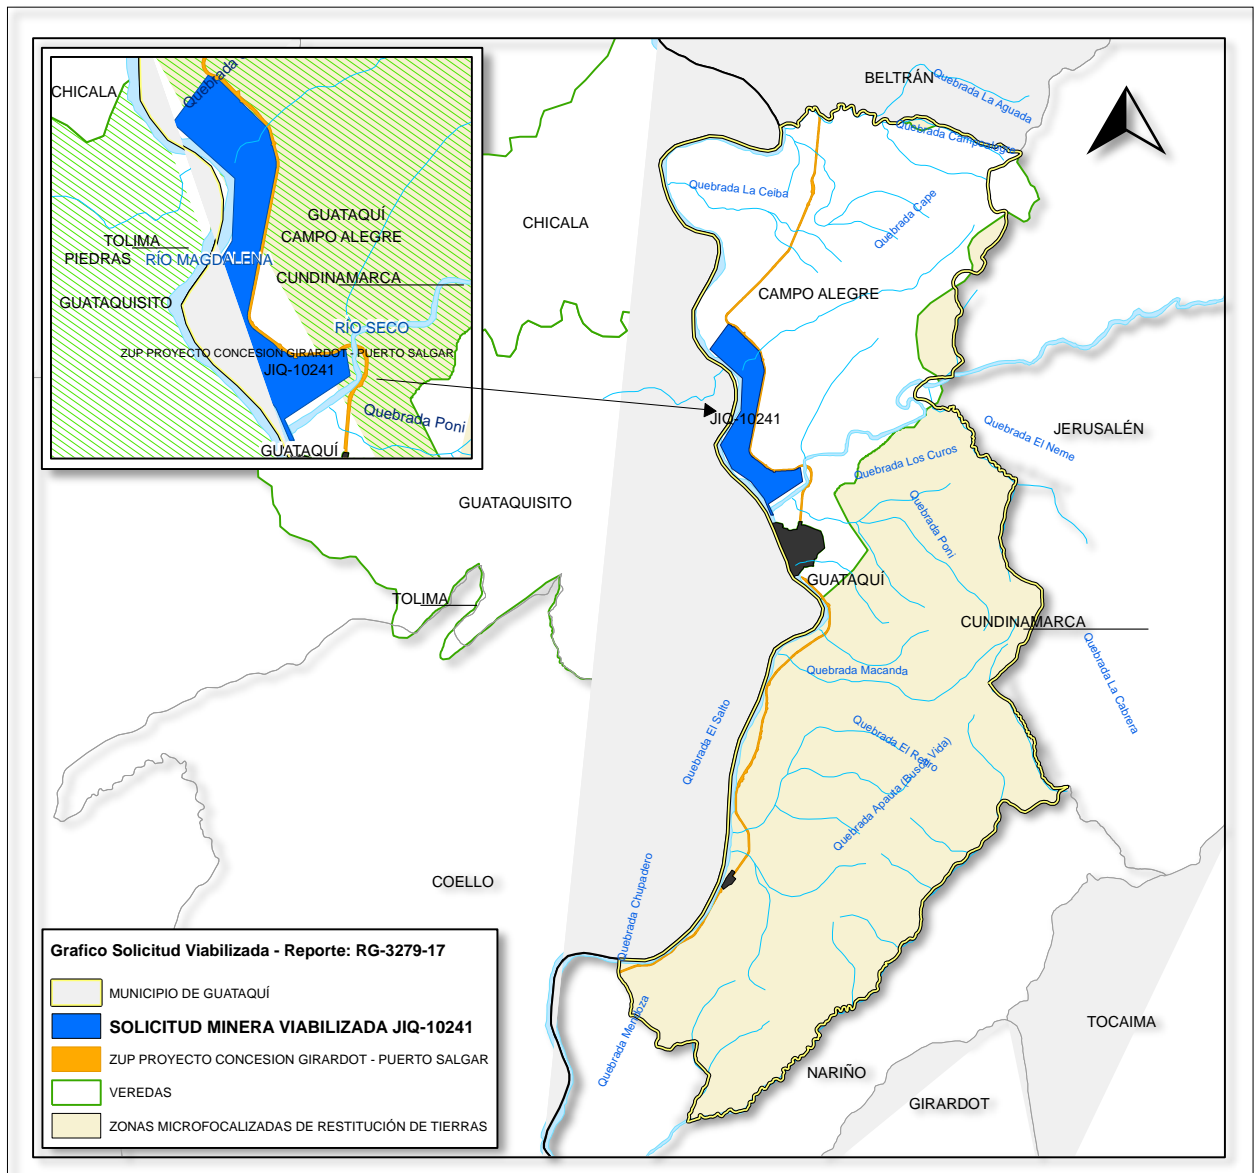 CHICALA
Quebrada
GUATAQUÍ
CAMPO ALEGRE
TOLIMA
PIEDRAS
RÍO MAGDALENA
CUNDINAMARCA
GUATAQUISITO
RÍO SECO
ZUP PROYECTO CONCESION GIRARDOT - PUERTO SALGAR
JIQ-10241
Quebrada Poni
GUATAQUÍ
BELTRÁN
Quebrada La Aguada
Quebrada Campoalegre
Quebrada La Ceiba
Quebrada Cape
CHICALA
CAMPO ALEGRE
JIQ-10241
JERUSALÉN
Quebrada El Neme
Quebrada Los Curos
Quebrada Poni
GUATAQUISITO
GUATAQUÍ
TOLIMA
CUNDINAMARCA
Quebrada La Cabrera
Quebrada Macanda
Quebrada El Salto
Quebrada El Retiro
Quebrada Apauta (Busca Vida)
COELLO
Quebrada Chupadero
Quebrada Mendoza
TOCAIMA
NARIÑO
GIRARDOT
Grafico Solicitud Viabilizada - Reporte: RG-3279-17
MUNICIPIO DE GUATAQUÍ
SOLICITUD MINERA VIABILIZADA JIQ-10241
ZUP PROYECTO CONCESION GIRARDOT - PUERTO SALGAR
VEREDAS
ZONAS MICROFOCALIZADAS DE RESTITUCIÓN DE TIERRAS